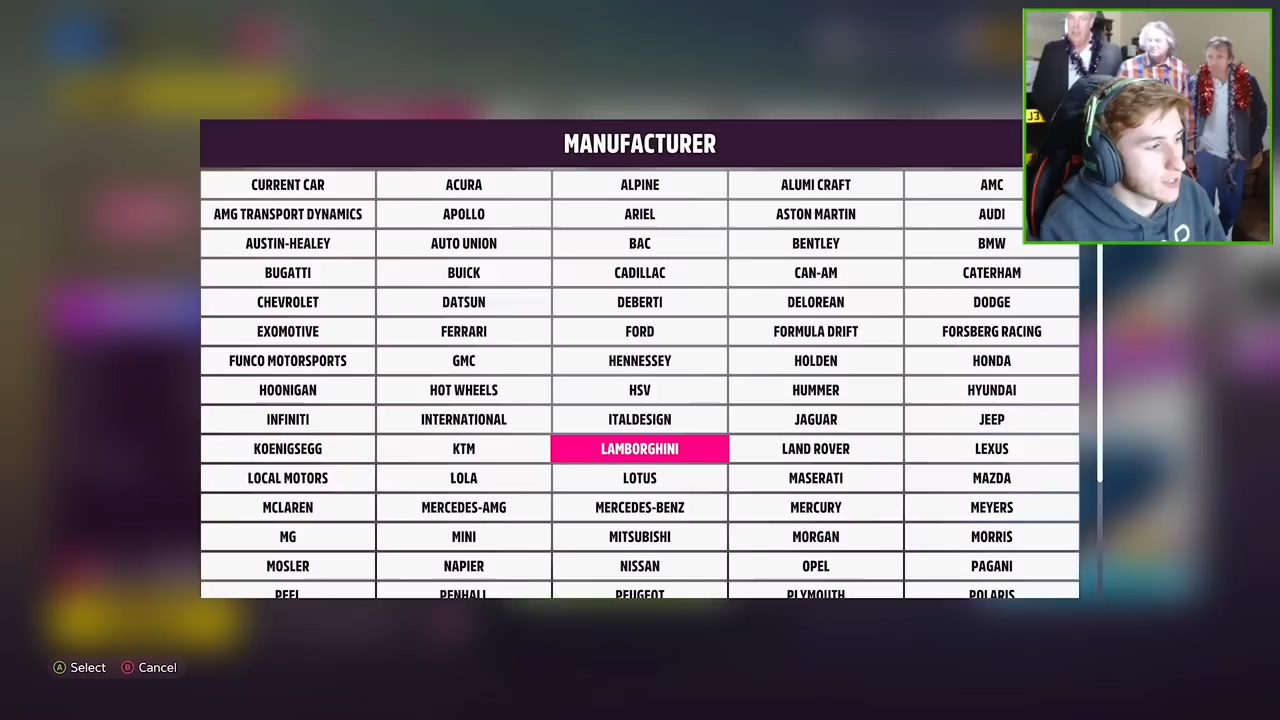 MANUFACTURER
CURRENT CAR ACURA ALPINE ALUMI CRAFT AMC
AMG TRANSPORT DYNAMICS APOLLO ARIEL ASTON MARTIN AUDI
AUSTIN-HEALEY AUTO UNION BAC BENTLEY BMW
BUGATTI BUICK CADILLAC CAN-AM CATERHAM
CHEVROLET DATSUN DEBERTI DELOREAN DODGE
EXOMOTIVE FERRARI FORD FORMULA DRIFT FORSBERG RACING
FUNCO MOTORSPORTS GMC HENNESSEY HOLDEN HONDA
HOONIGAN HOT WHEELS HSV HUMMER HYUNDAI
INFINITI INTERNATIONAL ITALDESIGN JAGUAR JEEP
KOENIGSEGG KTM LAMBORGHINI LAND ROVER LEXUS
LOCAL MOTORS LOLA LOTUS MASERATI MAZDA
MCLAREN MERCEDES-AMG MERCEDES-BENZ MERCURY MEYERS
MG MINI MITSUBISHI MORGAN MORRIS
MOSLER NAPIER NISSAN OPEL PAGANI
PEEL PENHALL PEUGEOT PLYMOUTH POLARIS
A Select B Cancel